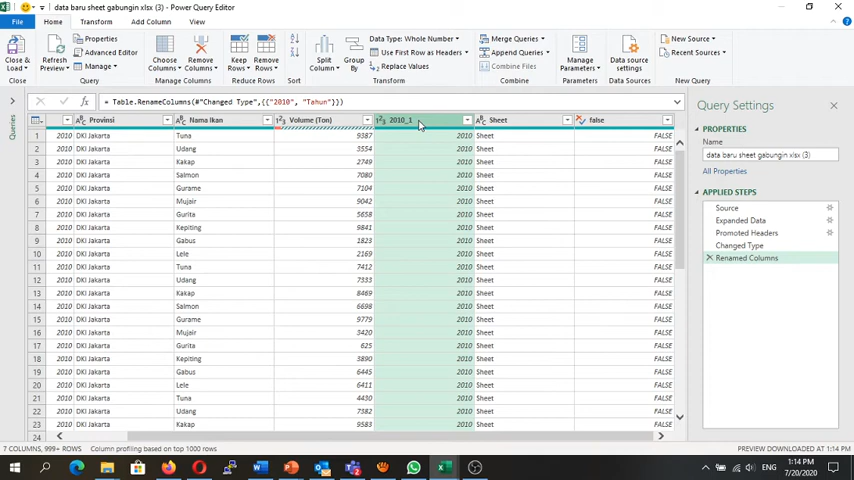 data baru sheet gabungin xlsx (3) - Power Query Editor
File Home Transform Add Column View
Close & Load
Refresh Preview
Properties
Advanced Editor
Manage
Choose Columns
Remove Columns
Keep Rows
Remove Rows
Split Column
Group By
Data Type: Whole Number
Use First Row as Headers
Replace Values
Merge Queries
Append Queries
Combine Files
Manage Parameters
Data source settings
New Source
Recent Sources
Close Query Manage Columns Reduce Rows Sort Transform Combine Parameters Data Sources New Query
= Table.RenameColumns(#"Changed Type",{{"2010", "Tahun"}})
Queries
Provinsi Nama Ikan Volume (Ton) 2010_1 Sheet false
1 2010 DKI Jakarta Tuna 9387 2010 Sheet FALSE
2 2010 DKI Jakarta Udang 3554 2010 Sheet FALSE
3 2010 DKI Jakarta Kakap 2749 2010 Sheet FALSE
4 2010 DKI Jakarta Salmon 7080 2010 Sheet FALSE
5 2010 DKI Jakarta Gurame 7104 2010 Sheet FALSE
6 2010 DKI Jakarta Mujair 9042 2010 Sheet FALSE
7 2010 DKI Jakarta Gurita 5658 2010 Sheet FALSE
8 2010 DKI Jakarta Kepiting 9841 2010 Sheet FALSE
9 2010 DKI Jakarta Gabus 1823 2010 Sheet FALSE
10 2010 DKI Jakarta Lele 2169 2010 Sheet FALSE
11 2010 DKI Jakarta Tuna 7412 2010 Sheet FALSE
12 2010 DKI Jakarta Udang 7333 2010 Sheet FALSE
13 2010 DKI Jakarta Kakap 8469 2010 Sheet FALSE
14 2010 DKI Jakarta Salmon 6698 2010 Sheet FALSE
15 2010 DKI Jakarta Gurame 9779 2010 Sheet FALSE
16 2010 DKI Jakarta Mujair 3420 2010 Sheet FALSE
17 2010 DKI Jakarta Gurita 625 2010 Sheet FALSE
18 2010 DKI Jakarta Kepiting 3890 2010 Sheet FALSE
19 2010 DKI Jakarta Gabus 6445 2010 Sheet FALSE
20 2010 DKI Jakarta Lele 6411 2010 Sheet FALSE
21 2010 DKI Jakarta Tuna 4430 2010 Sheet FALSE
22 2010 DKI Jakarta Udang 7382 2010 Sheet FALSE
23 2010 DKI Jakarta Kakap 9583 2010 Sheet FALSE
24
Query Settings
PROPERTIES
Name
data baru sheet gabungin xlsx (3)
All Properties
APPLIED STEPS
Source
Expanded Data
Promoted Headers
Changed Type
Renamed Columns
7 COLUMNS, 999+ ROWS Column profiling based on top 1000 rows
PREVIEW DOWNLOADED AT 1:14 PM
ENG
1:14 PM
7/20/2020